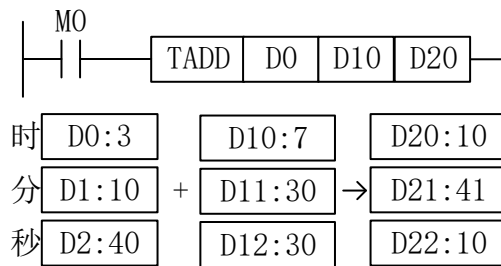 M0
TADD D0 D10 D20
时 D0:3 D10:7 D20:10
分 D1:10 + D11:30 → D21:41
秒 D2:40 D12:30 D22:10